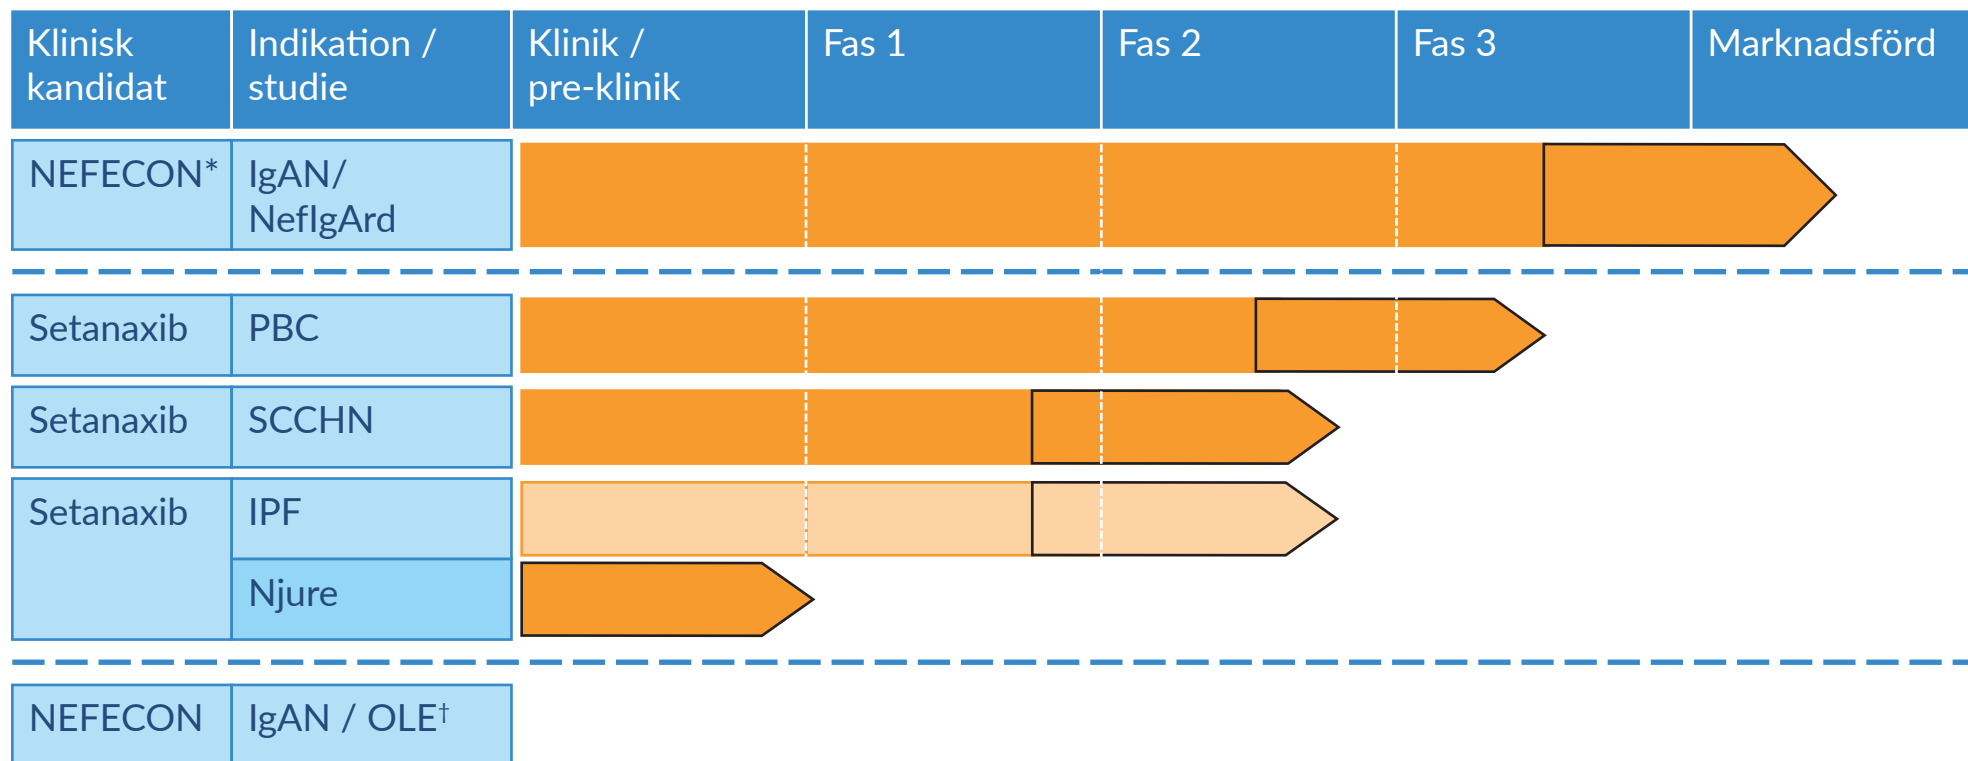 Klinisk
kandidat
Indikation /
studie
Klinik /
pre-klinik
Fas 1
Fas 2
Fas 3
Marknadsförd
NEFECON*
IgAN/
NefIgArd
Setanaxib
PBC
Setanaxib
SCCHN
Setanaxib
IPF
Njure
NEFECON
IgAN / OLE†